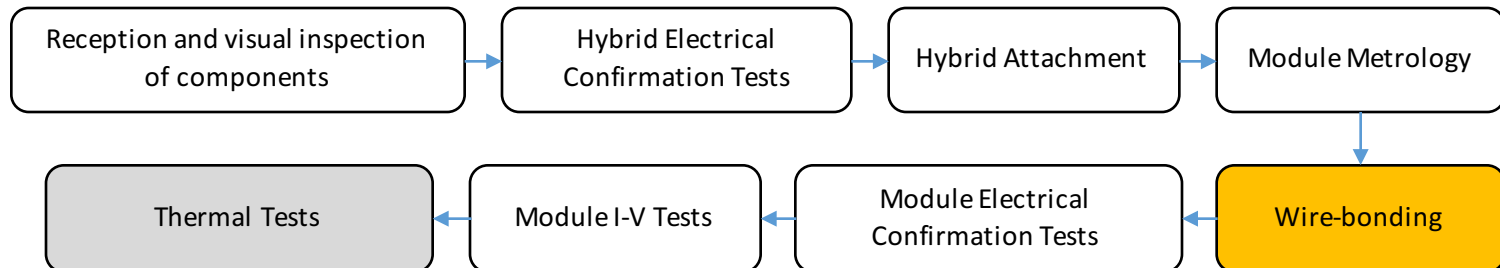 Reception and visual inspection
of components
Hybrid Electrical
Confirmation Tests
Hybrid Attachment
Module Metrology
Wire-bonding
Module Electrical
Confirmation Tests
Module I-V Tests
Thermal Tests